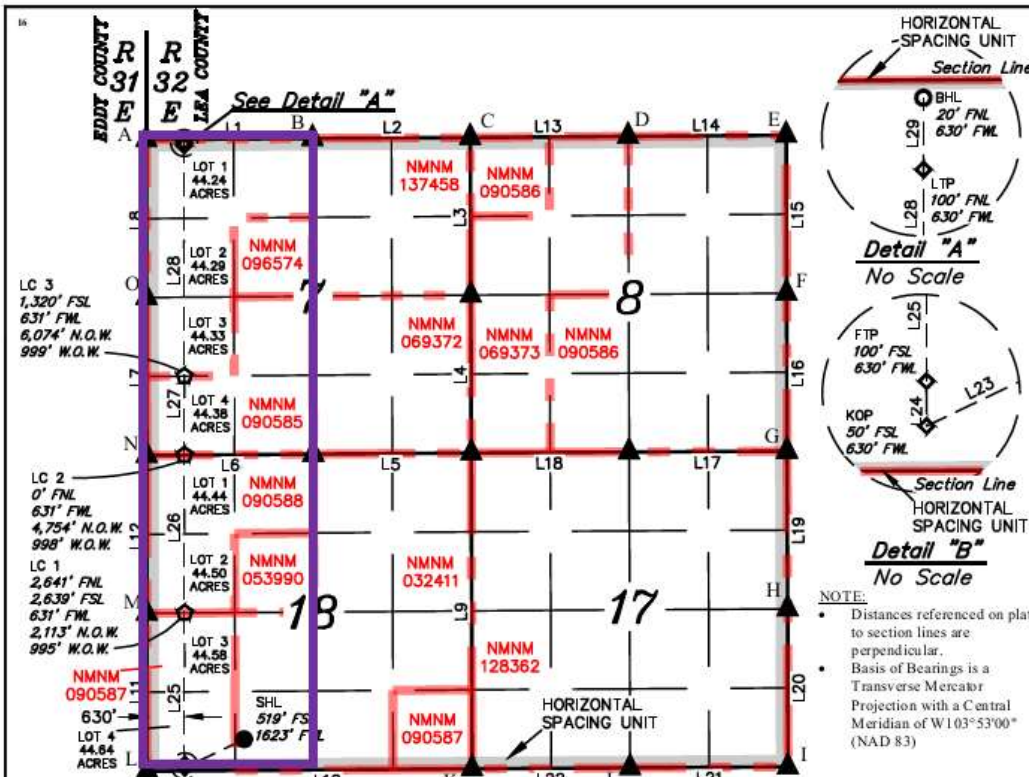 16
EDDY COUNTY
R
31
E
R
32
E
LEA COUNTY
See Detail "A"
A
L1
B
L2
C
L13
D
L14
E
LOT 1
44.24
ACRES
NMNM
137458
NMNM
090586
L8
L3
L15
LOT 2
44.29
ACRES
L28
NMNM
096574
O
7
8
F
LC 3
1,320' FSL
631' FWL
6,074' N.O.W.
999' W.O.W.
LOT 3
44.33
ACRES
NMNM
069372
NMNM
069373
NMNM
090586
L7
L4
L16
L27
LOT 4
44.38
ACRES
NMNM
090585
N
L6
L5
L18
L17
G
LC 2
0' FNL
631' FWL
4,754' N.O.W.
998' W.O.W.
LOT 1
44.44
ACRES
NMNM
090588
L12
L26
L19
LC 1
2,641' FNL
2,639' FSL
631' FWL
2,113' N.O.W.
995' W.O.W.
LOT 2
44.50
ACRES
NMNM
053990
NMNM
032411
M
18
L9
17
H
LOT 3
44.58
ACRES
NMNM
128362
NMNM
090587
L11
L25
L20
630'
SHL
519' FSL
1623' FWL
LOT 4
44.64
ACRES
NMNM
090587
HORIZONTAL
SPACING UNIT
L
I
L21
HORIZONTAL
SPACING UNIT
Section Line
BHL
20' FNL
630' FWL
L29
LTP
100' FNL
630' FWL
L28
Detail "A"
No Scale
L25
FTP
100' FSL
630' FWL
L23
L24
KOP
50' FSL
630' FWL
Section Line
HORIZONTAL
SPACING UNIT
Detail "B"
No Scale
NOTE:
• Distances referenced on plat
to section lines are
perpendicular.
• Basis of Bearings is a
Transverse Mercator
Projection with a Central
Meridian of W103°53'00"
(NAD 83)